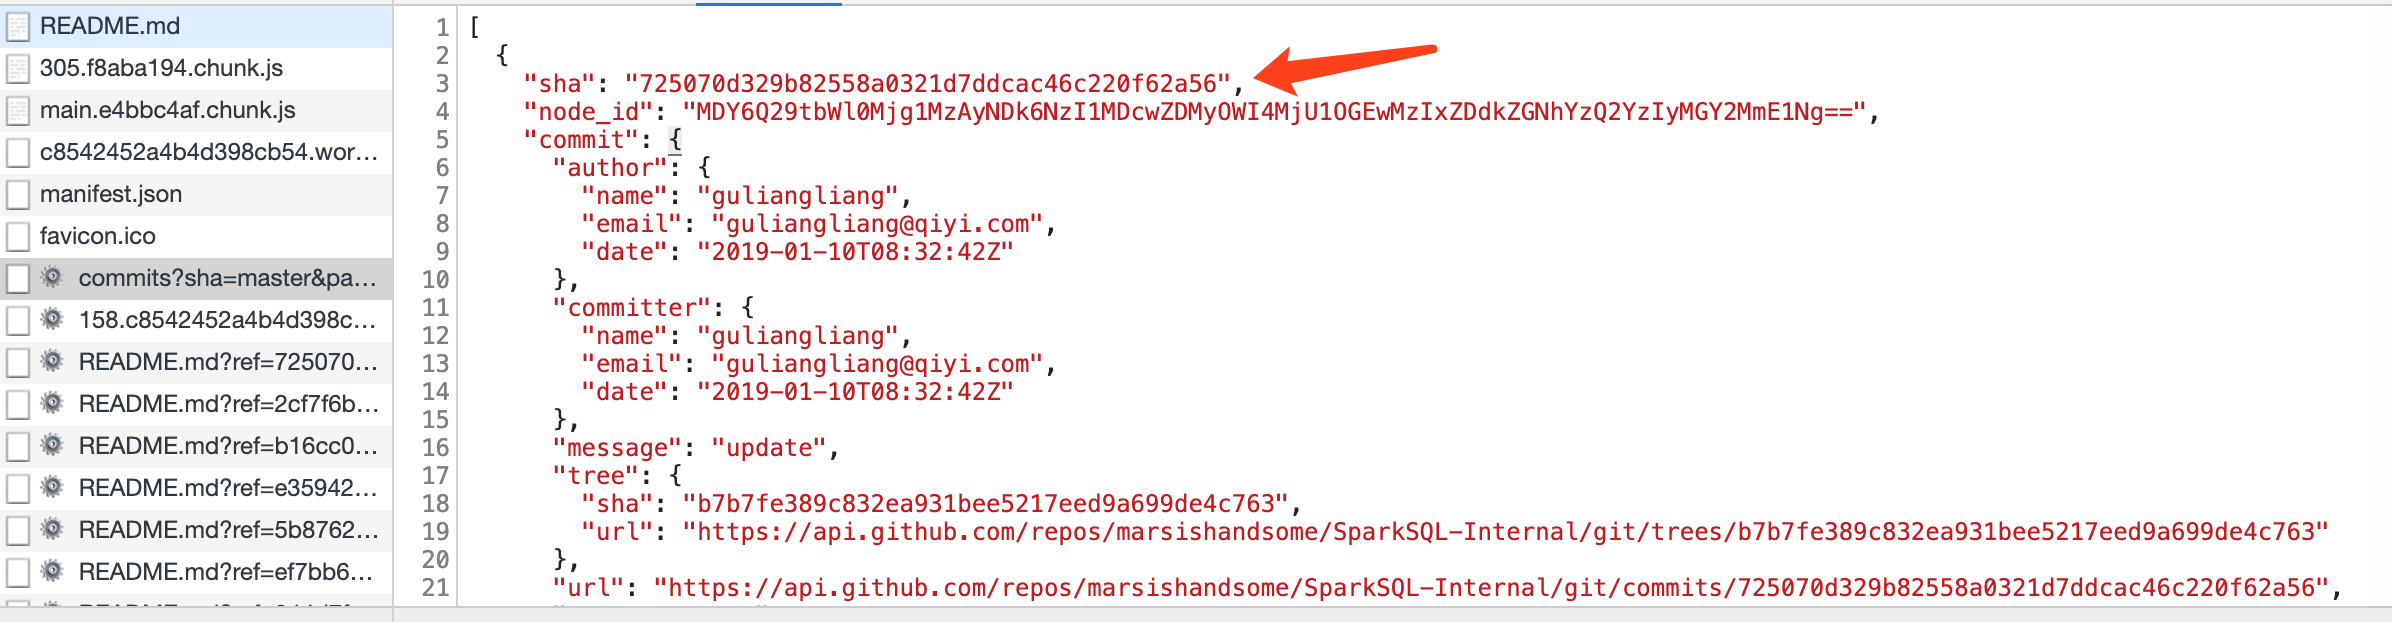 README.md
305.f8aba194.chunk.js
main.e4bbc4af.chunk.js
c8542452a4b4d398cb54.wor...
manifest.json
favicon.ico
commits?sha=master&pa...
158.c8542452a4b4d398c...
README.md?ref=725070...
README.md?ref=2cf7f6b...
README.md?ref=b16cc0...
README.md?ref=e35942...
README.md?ref=5b8762...
README.md?ref=ef7bb6...
1 [
2 {
3 "sha": "725070d329b82558a0321d7ddcac46c220f62a56",
4 "node_id": "MDY6Q29tbWl0Mjg1MzAyNDk6NzI1MDcwZDMyOWI4MjU1OGEwMzIxZDdkZGNhYzQ2YzIyMGY2MmE1Ng==",
5 "commit": {
6 "author": {
7 "name": "guliangliang",
8 "email": "guliangliang@qiyi.com",
9 "date": "2019-01-10T08:32:42Z"
10 },
11 "committer": {
12 "name": "guliangliang",
13 "email": "guliangliang@qiyi.com",
14 "date": "2019-01-10T08:32:42Z"
15 },
16 "message": "update",
17 "tree": {
18 "sha": "b7b7fe389c832ea931bee5217eed9a699de4c763",
19 "url": "https://api.github.com/repos/marsishandsome/SparkSQL-Internal/git/trees/b7b7fe389c832ea931bee5217eed9a699de4c763"
20 },
21 "url": "https://api.github.com/repos/marsishandsome/SparkSQL-Internal/git/commits/725070d329b82558a0321d7ddcac46c220f62a56",